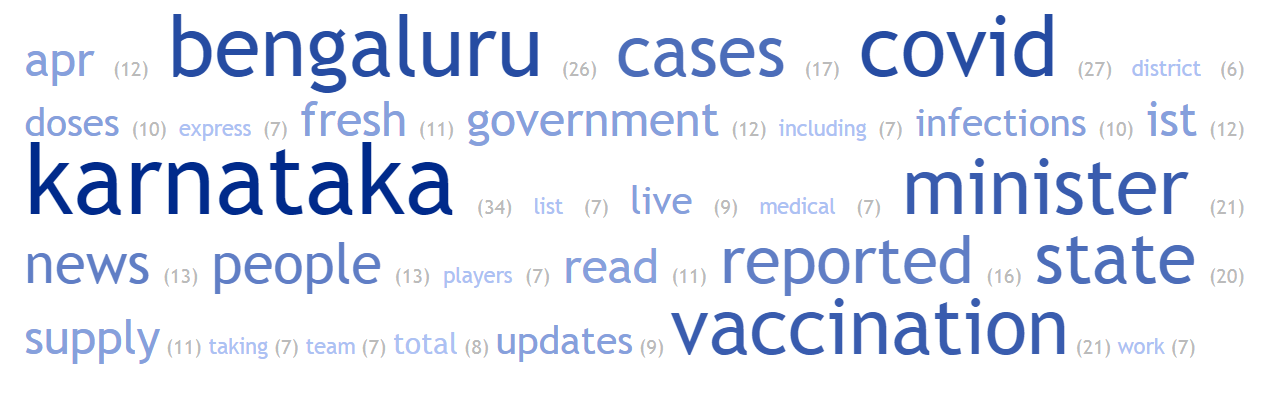 apr (12) bengaluru (26) cases (17) covid (27) district (6)
doses (10) express (7) fresh (11) government (12) including (7) infections (10) ist (12)
karnataka (34) list (7) live (9) medical (7) minister (21)
news (13) people (13) players (7) read (11) reported (16) state (20)
supply (11) taking (7) team (7) total (8) updates (9) vaccination (21) work (7)